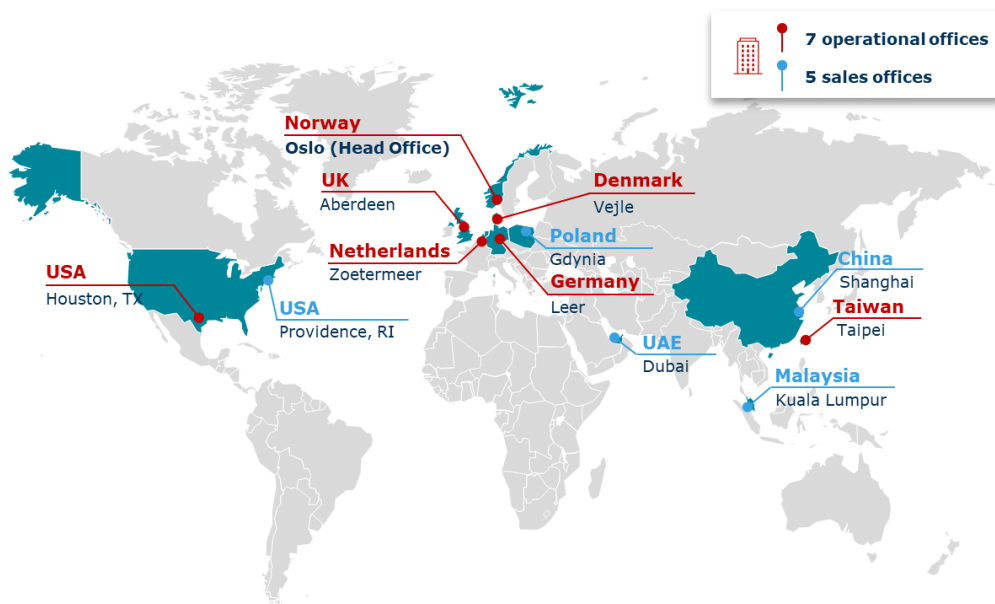 7 operational offices
5 sales offices
Norway
Oslo (Head Office)
UK
Aberdeen
Denmark
Vejle
Poland
Gdynia
Netherlands
Zoetermeer
Germany
Leer
China
Shanghai
USA
Houston, TX
USA
Providence, RI
Taiwan
Taipei
UAE
Dubai
Malaysia
Kuala Lumpur